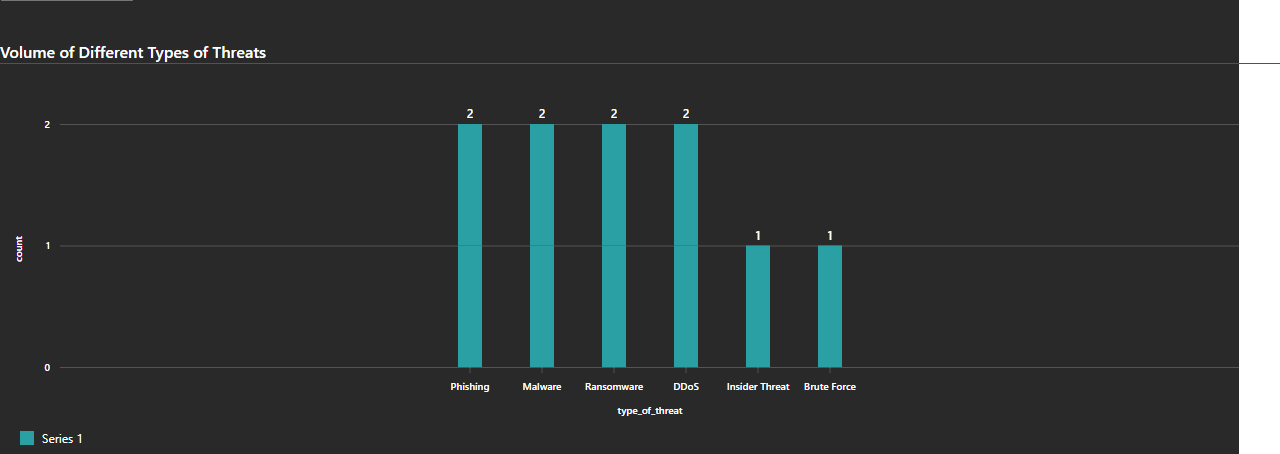 Volume of Different Types of Threats
2 2 2 2
2
1 1
1
count
0
Phishing Malware Ransomware DDoS Insider Threat Brute Force
type_of_threat
Series 1